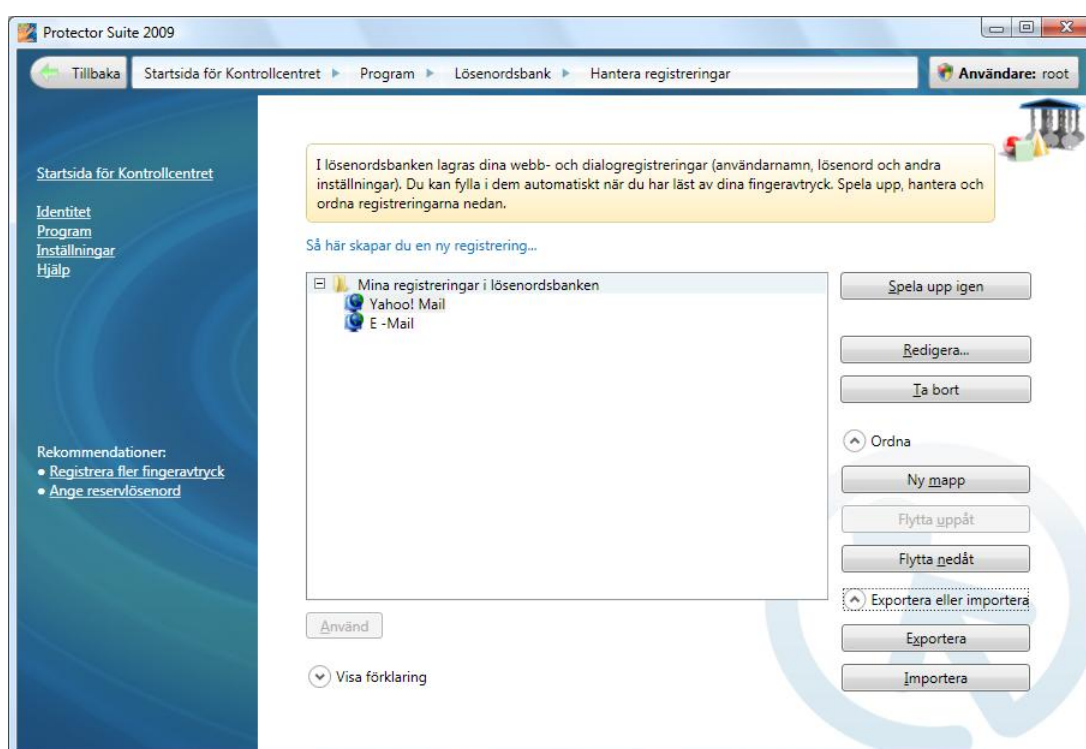 Protector Suite 2009
Tillbaka
Startsida för Kontrollcentret
Program
Lösenordsbank
Hantera registreringar
Användare: root
Startsida för Kontrollcentret
Identitet
Program
Inställningar
Hjälp
Rekommendationer:
• Registrera fler fingeravtryck
• Ange reservlösenord
I lösenordsbanken lagras dina webb- och dialogregistreringar (användarnamn, lösenord och andra
inställningar). Du kan fylla i dem automatiskt när du har läst av dina fingeravtryck. Spela upp, hantera och
ordna registreringarna nedan.
Så här skapar du en ny registrering...
Mina registreringar i lösenordsbanken
Yahoo! Mail
E -Mail
Använd
Visa förklaring
Spela upp igen
Redigera...
Ta bort
Ordna
Ny mapp
Flytta uppåt
Flytta nedåt
Exportera eller importera
Exportera
Importera